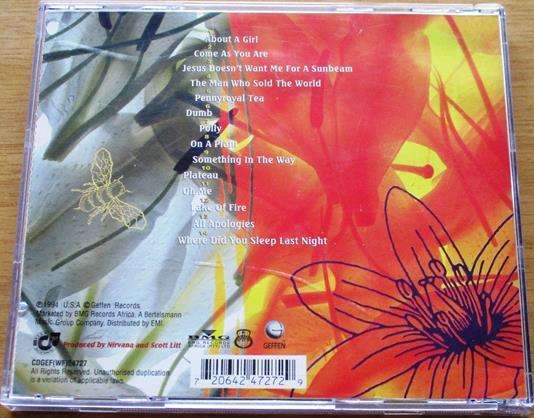 About A Girl
Come As You Are
Jesus Doesn't Want Me For A Sunbeam
The Man Who Sold The World
Pennyroyal Tea
Dumb
Polly
On A Plain
Something In The Way
Plateau
Oh Me
Lake Of Fire
All Apologies
Where Did You Sleep Last Night
℗1994 U.S.A. ©Geffen Records.
Marketed by BMG Records Africa. A Bertelsmann
Music Group Company. Distributed by EMI.
Produced by Nirvana and Scott Litt
BMG
GEFFEN
CDGEF(WF)24727
All Rights Reserved. Unauthorised duplication
is a violation of applicable laws.
7 20642 47272 9